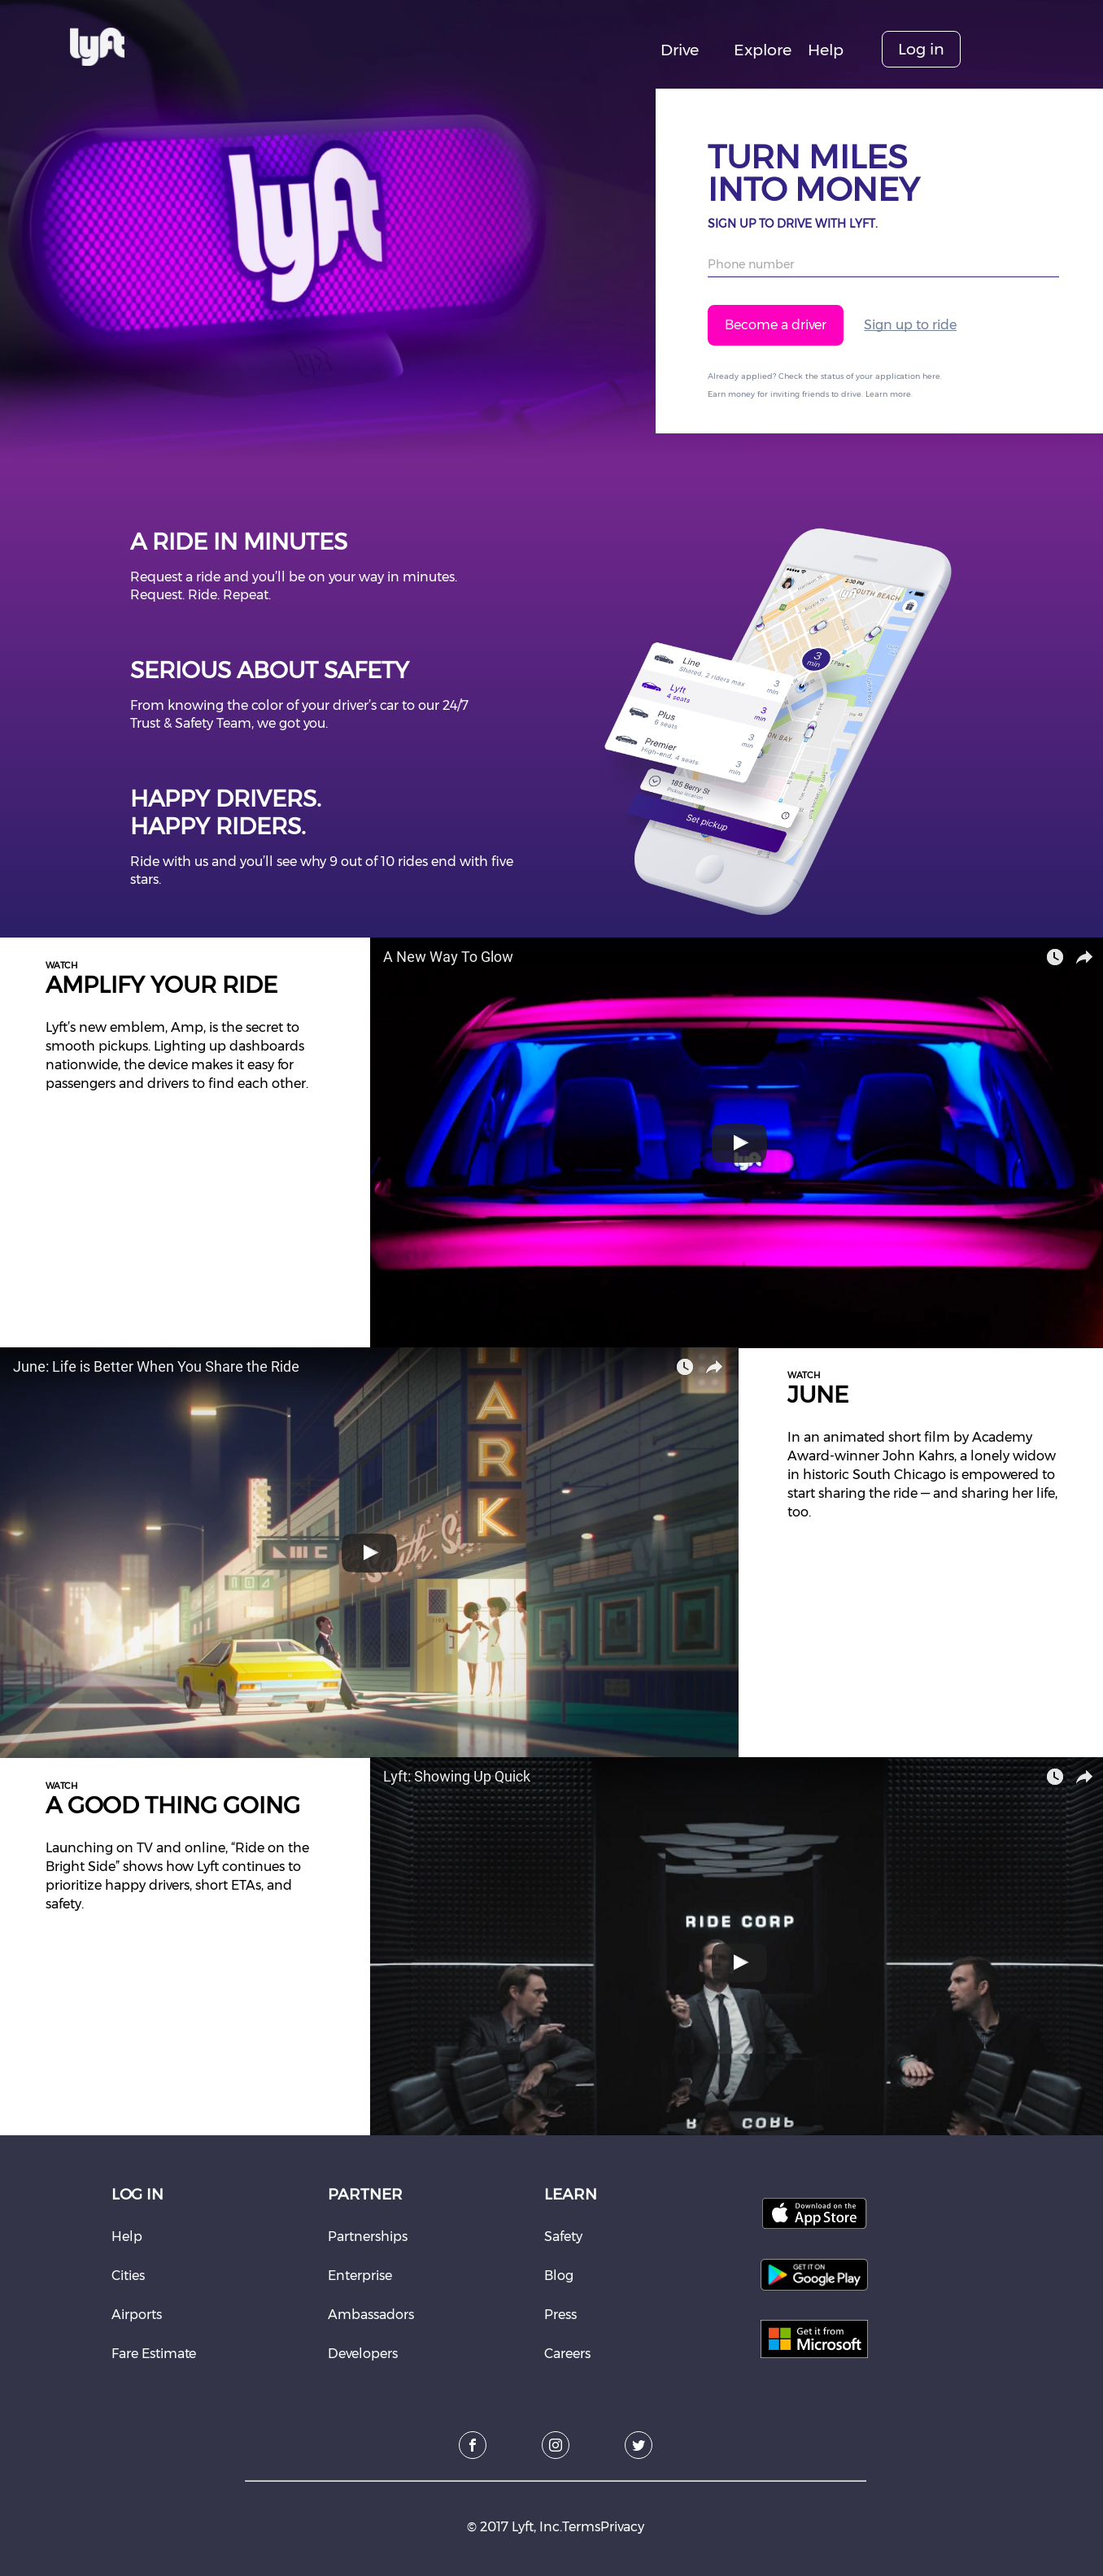 lyft
Drive Explore Help Log in
lyft
TURN MILES
INTO MONEY
SIGN UP TO DRIVE WITH LYFT.
Phone number
Become a driver Sign up to ride
Already applied? Check the status of your application here.
Earn money for inviting friends to drive. Learn more.
A RIDE IN MINUTES
Request a ride and you’ll be on your way in minutes.
Request. Ride. Repeat.
SERIOUS ABOUT SAFETY
From knowing the color of your driver’s car to our 24/7
Trust & Safety Team, we got you.
HAPPY DRIVERS.
HAPPY RIDERS.
Ride with us and you’ll see why 9 out of 10 rides end with five
stars.
2:30 PM
lyft
SOUTH BEACH
3
min
Line
Shared, 2 riders max
3
min
Lyft
4 seats
3
min
Plus
6 seats
3
min
Premier
High-end, 4 seats
3
min
185 Berry St
Pickup location
Set pickup
WATCH
AMPLIFY YOUR RIDE
Lyft’s new emblem, Amp, is the secret to
smooth pickups. Lighting up dashboards
nationwide, the device makes it easy for
passengers and drivers to find each other.
A New Way To Glow
lyft
June: Life is Better When You Share the Ride
ARK
WATCH
JUNE
In an animated short film by Academy
Award-winner John Kahrs, a lonely widow
in historic South Chicago is empowered to
start sharing the ride — and sharing her life,
too.
WATCH
A GOOD THING GOING
Launching on TV and online, “Ride on the
Bright Side” shows how Lyft continues to
prioritize happy drivers, short ETAs, and
safety.
Lyft: Showing Up Quick
RIDE CORP
LOG IN
Help
Cities
Airports
Fare Estimate
PARTNER
Partnerships
Enterprise
Ambassadors
Developers
LEARN
Safety
Blog
Press
Careers
Download on the
App Store
GET IT ON
Google Play
Get it from
Microsoft
© 2017 Lyft, Inc.TermsPrivacy